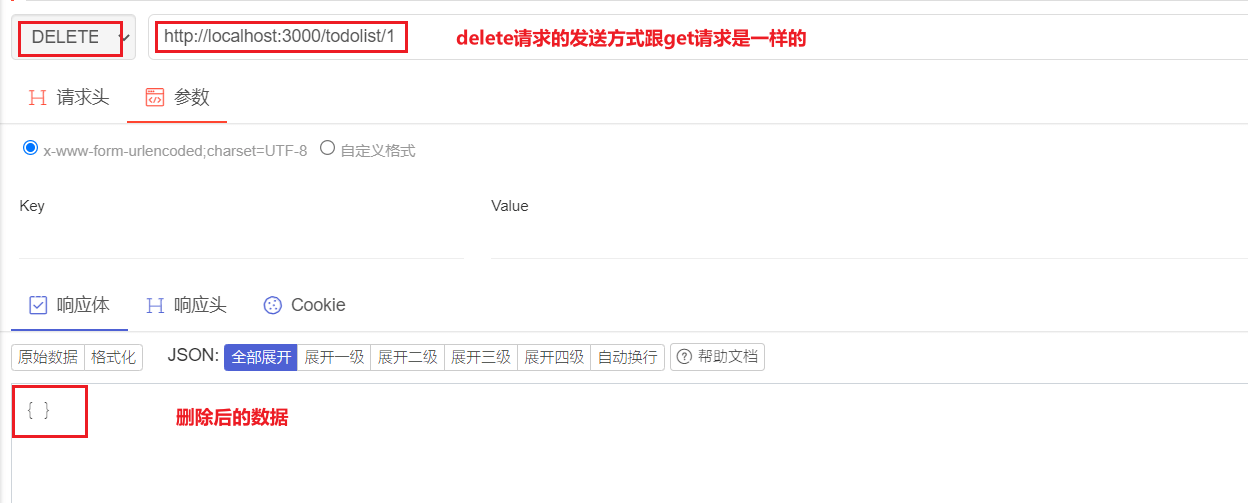 DELETE http://localhost:3000/todolist/1 delete请求的发送方式跟get请求是一样的
请求头 参数
x-www-form-urlencoded;charset=UTF-8 自定义格式
Key Value
响应体 响应头 Cookie
原始数据 格式化 JSON: 全部展开 展开一级 展开二级 展开三级 展开四级 自动换行 帮助文档
{ } 删除后的数据